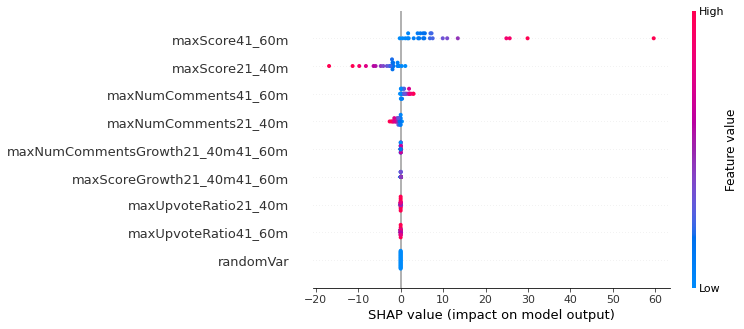 High
maxScore41_60m
maxScore21_40m
maxNumComments41_60m
maxNumComments21_40m
maxNumCommentsGrowth21_40m41_60m
maxScoreGrowth21_40m41_60m
maxUpvoteRatio21_40m
maxUpvoteRatio41_60m
randomVar
Feature value
Low
−20 −10 0 10 20 30 40 50 60
SHAP value (impact on model output)